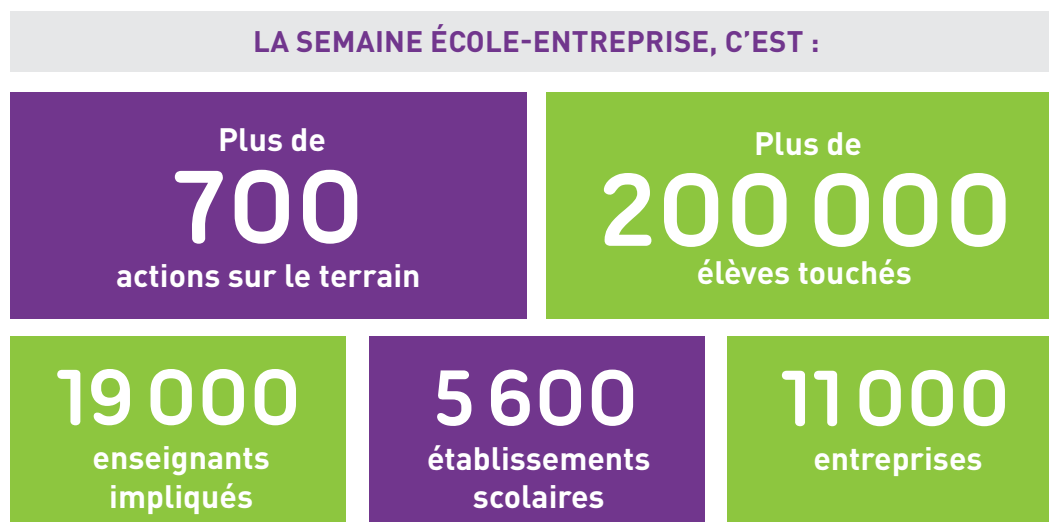 LA SEMAINE ÉCOLE-ENTREPRISE, C’EST :
Plus de
700
actions sur le terrain
Plus de
200 000
élèves touchés
19 000
enseignants
impliqués
5 600
établissements
scolaires
11 000
entreprises